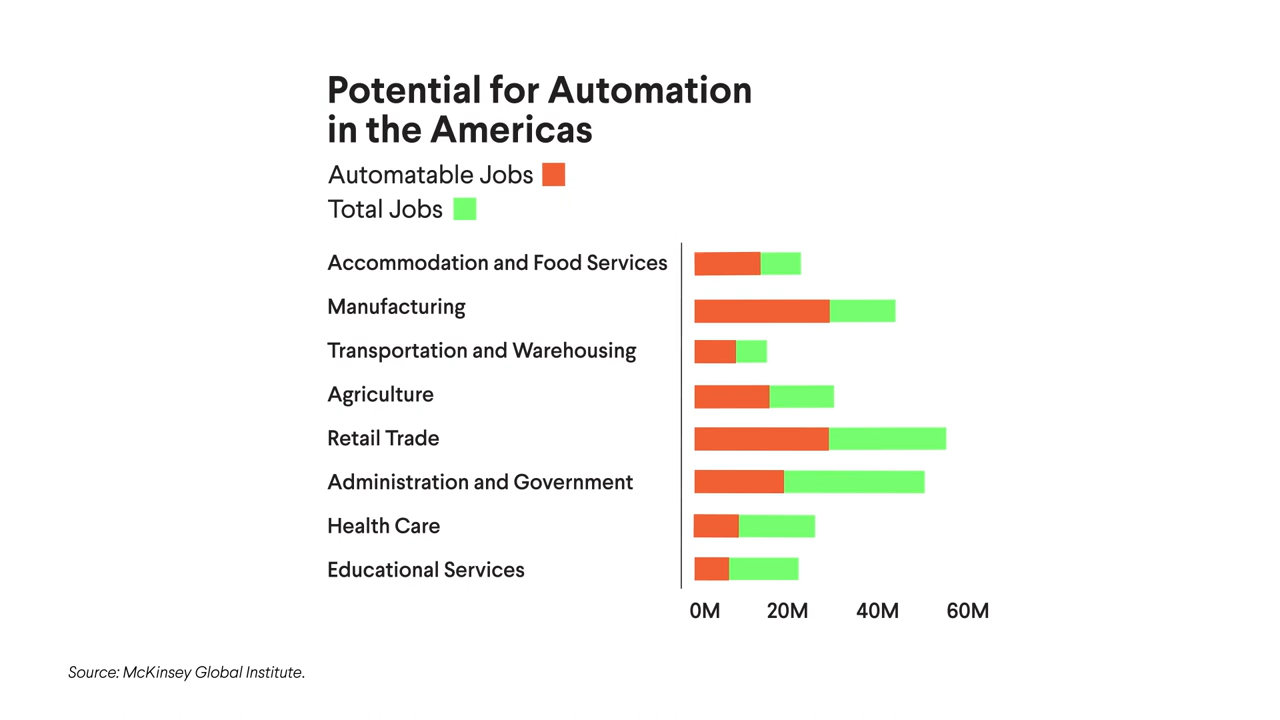 Potential for Automation
in the Americas
Automatable Jobs
Total Jobs
Accommodation and Food Services
Manufacturing
Transportation and Warehousing
Agriculture
Retail Trade
Administration and Government
Health Care
Educational Services
0M 20M 40M 60M
Source: McKinsey Global Institute.